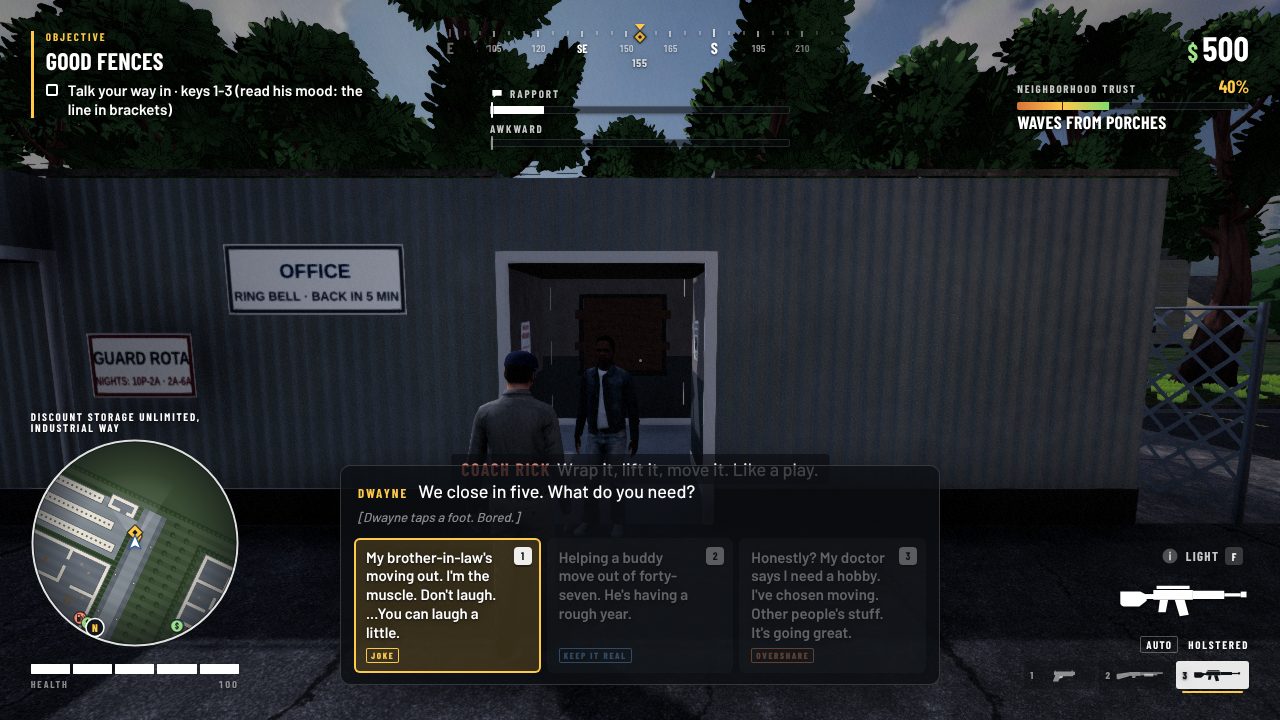 OBJECTIVE
GOOD FENCES
Talk your way in · keys 1-3 (read his mood: the
line in brackets)
E 105 120 SE 150 165 S 195 210
155
RAPPORT
AWKWARD
$500
NEIGHBORHOOD TRUST 40%
WAVES FROM PORCHES
OFFICE
RING BELL · BACK IN 5 MIN
GUARD ROTA
NIGHTS: 10P-2A · 2A-6A
DISCOUNT STORAGE UNLIMITED,
INDUSTRIAL WAY
N
$
HEALTH 100
COACH RICK Wrap it, lift it, move it. Like a play.
DWAYNE We close in five. What do you need?
[Dwayne taps a foot. Bored.]
My brother-in-law's 1
moving out. I'm the
muscle. Don't laugh.
...You can laugh a
little.
JOKE
Helping a buddy 2
move out of forty-
seven. He's having a
rough year.
KEEP IT REAL
Honestly? My doctor 3
says I need a hobby.
I've chosen moving.
Other people's stuff.
It's going great.
OVERSHARE
i LIGHT F
AUTO HOLSTERED
1 2 3